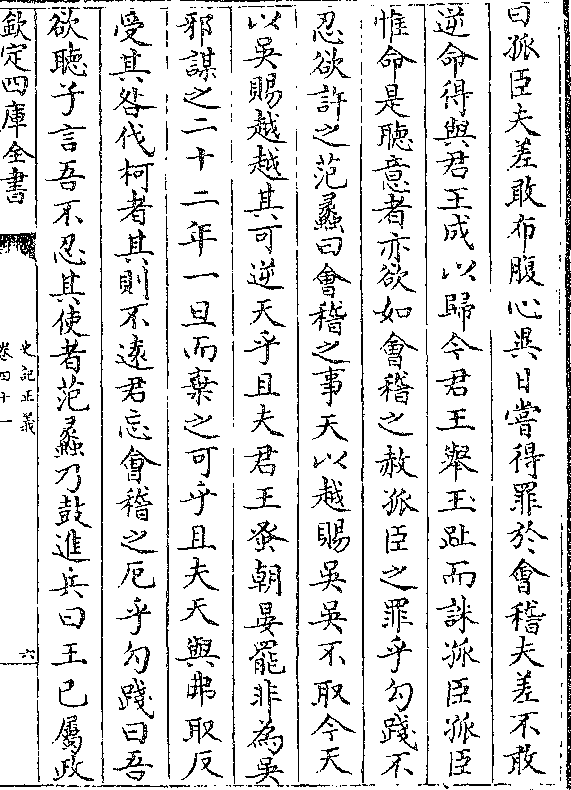 曰孤臣夫差敢布腹心異日嘗得罪於會稽夫差不敢
逆命得與君王成以歸今君王舉玉趾而誅孤臣孤臣
惟命是聽意者亦欲如會稽之赦孤臣之罪乎勾踐不
忍欲許之范蠡曰會稽之事天以越賜吳吳不取今天
以吳賜越越其可逆天乎且夫君王蚤朝晏罷非為吳
邪謀之二十二年一旦而棄之可乎且夫天與弗取反
受其咎伐柯者其則不遠君忘會稽之厄乎勾踐曰吾
欲聽子言吾不忍其使者范蠡乃鼓進兵曰王已屬政
欽定四庫全書
史記正義
卷四十一
六